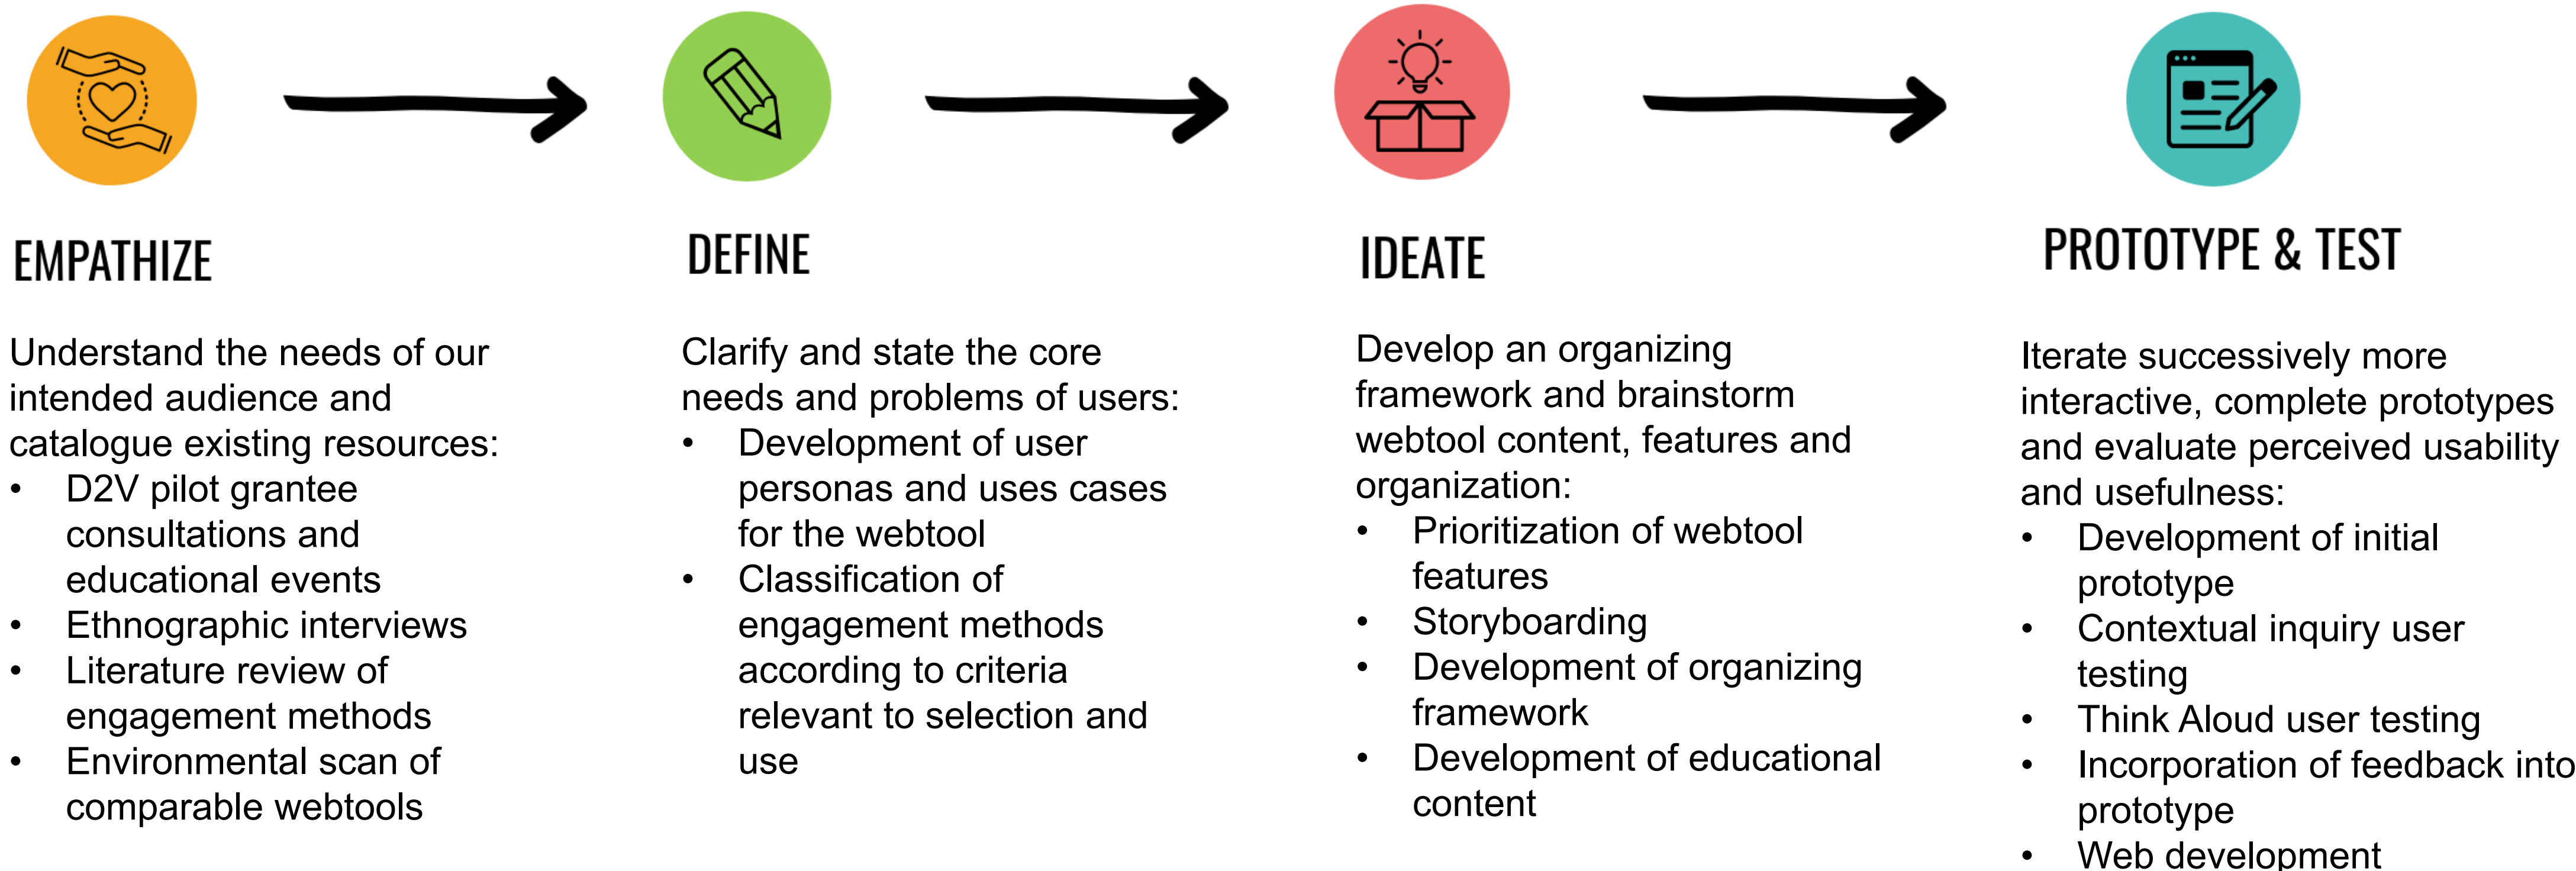 EMPATHIZE
Understand the needs of our
intended audience and
catalogue existing resources:
• D2V pilot grantee
consultations and
educational events
• Ethnographic interviews
• Literature review of
engagement methods
• Environmental scan of
comparable webtools
DEFINE
Clarify and state the core
needs and problems of users:
• Development of user
personas and uses cases
for the webtool
• Classification of
engagement methods
according to criteria
relevant to selection and
use
IDEATE
Develop an organizing
framework and brainstorm
webtool content, features and
organization:
• Prioritization of webtool
features
• Storyboarding
• Development of organizing
framework
• Development of educational
content
PROTOTYPE & TEST
Iterate successively more
interactive, complete prototypes
and evaluate perceived usability
and usefulness:
• Development of initial
prototype
• Contextual inquiry user
testing
• Think Aloud user testing
• Incorporation of feedback into
prototype
• Web development